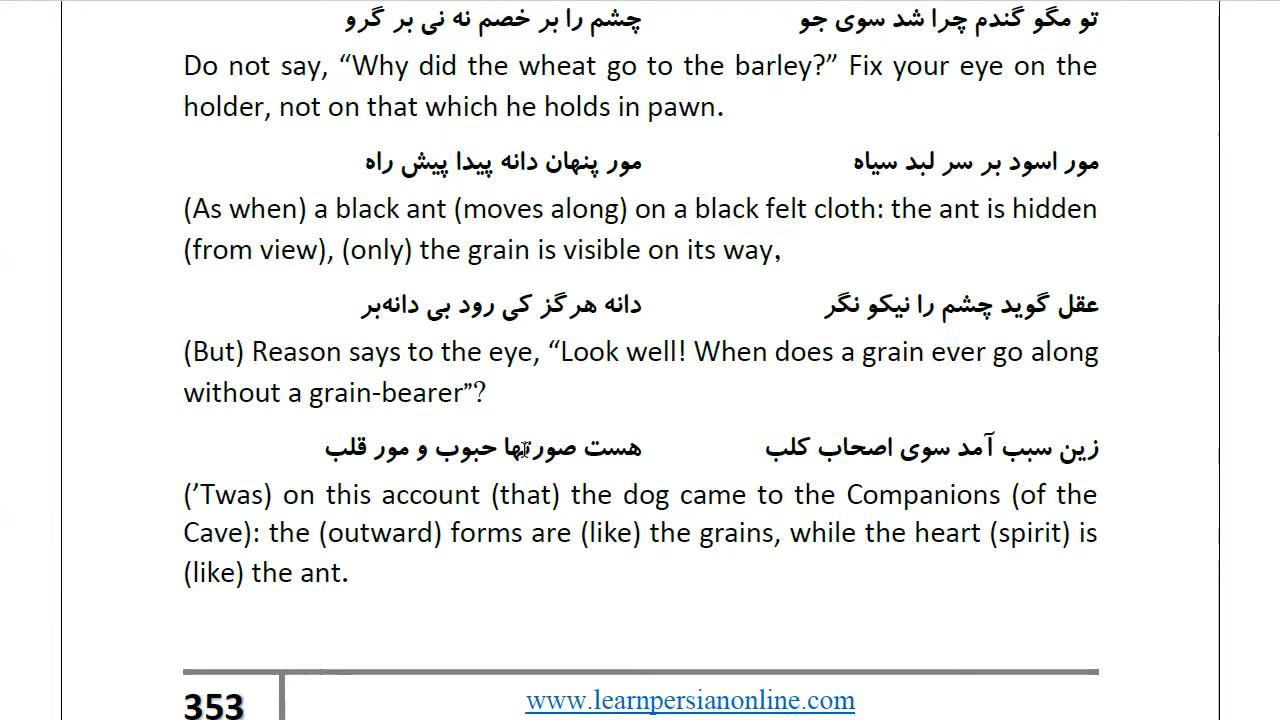 تو مگو گندم چرا شد سوی جو چشم را بر خصم نه نی بر گرو
Do not say, “Why did the wheat go to the barley?” Fix your eye on the
holder, not on that which he holds in pawn.
مور اسود بر سر لبد سیاه مور پنهان دانه پیدا پیش راه
(As when) a black ant (moves along) on a black felt cloth: the ant is hidden
(from view), (only) the grain is visible on its way,
عقل گوید چشم را نیکو نگر دانه هرگز کی رود بی دانه‌بر
(But) Reason says to the eye, “Look well! When does a grain ever go along
without a grain-bearer”?
زین سبب آمد سوی اصحاب کلب هست صورتها حبوب و مور قلب
(’Twas) on this account (that) the dog came to the Companions (of the
Cave): the (outward) forms are (like) the grains, while the heart (spirit) is
(like) the ant.
353 www.learnpersianonline.com